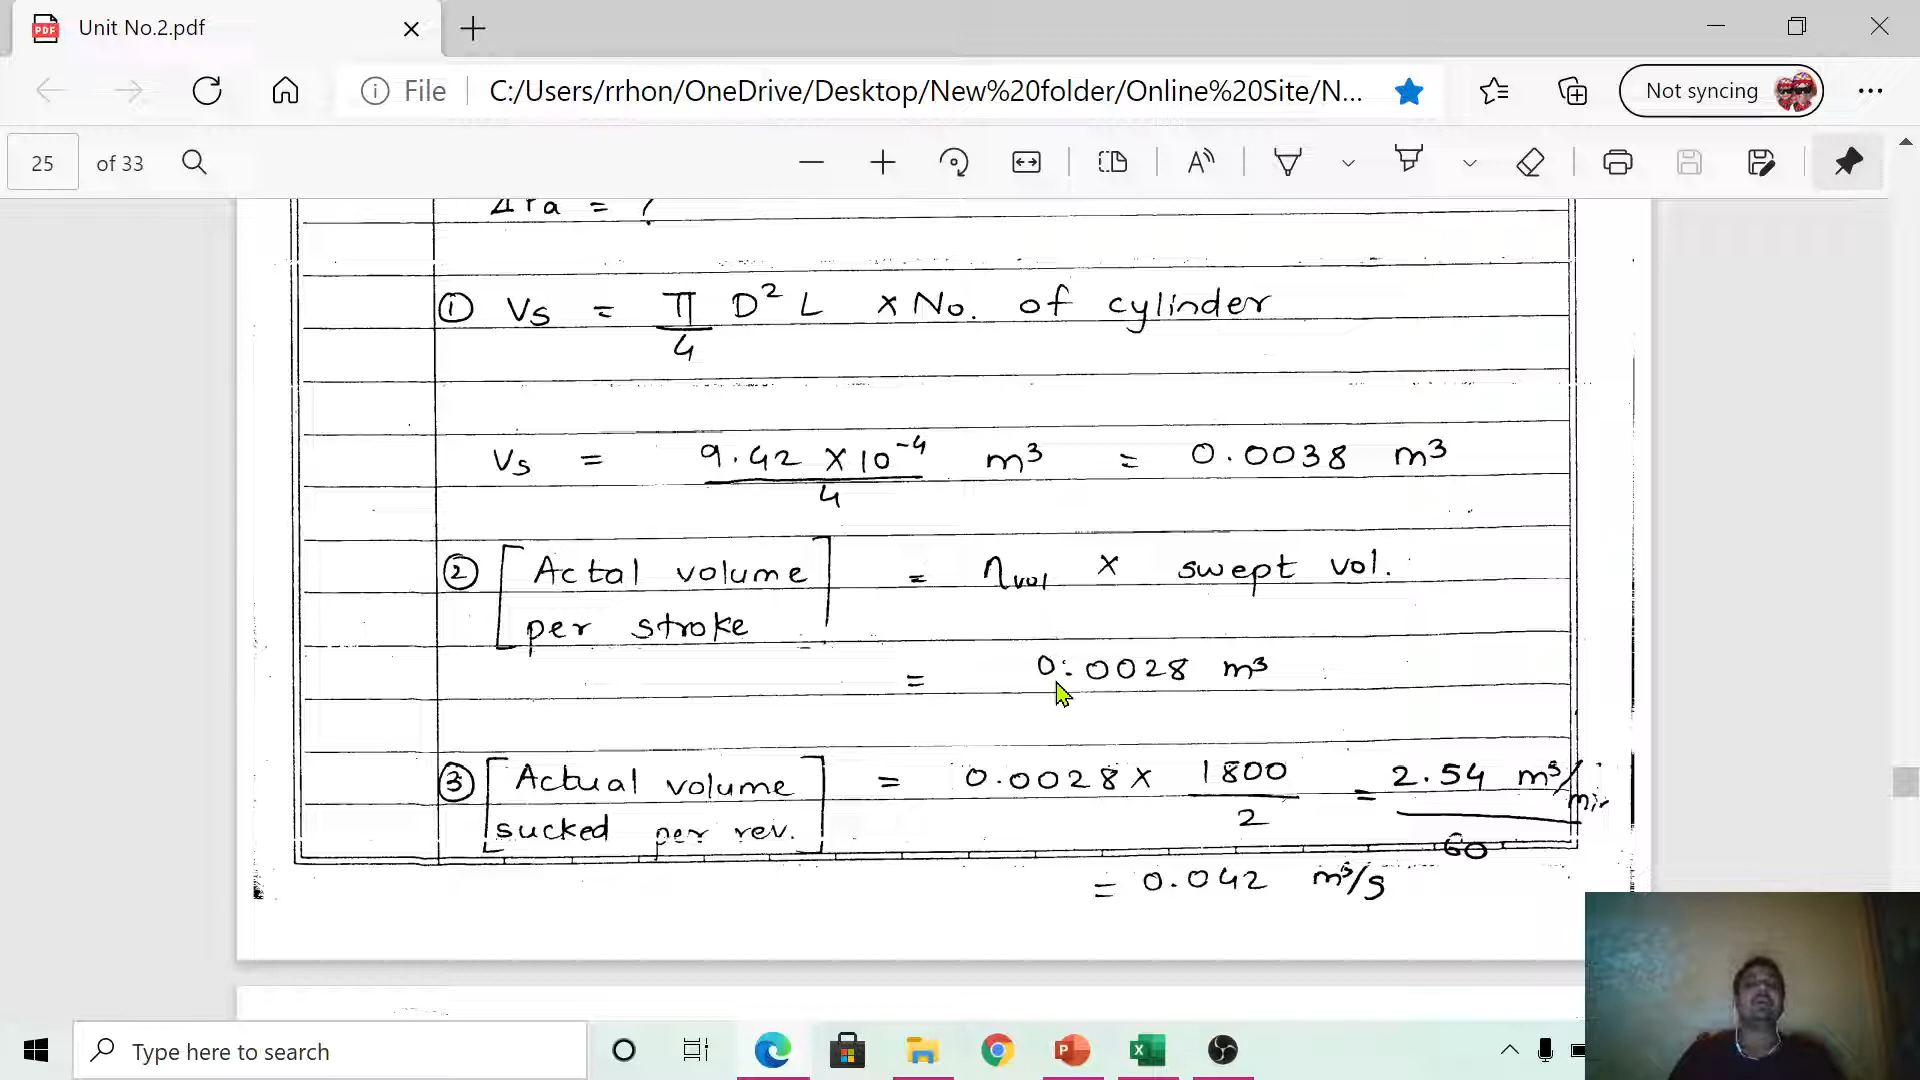 Unit No.2.pdf
File C:/Users/rrhon/OneDrive/Desktop/New%20folder/Online%20Site/N... Not syncing
25 of 33
① Vs = π/4 D² L × No. of cylinder
Vs = 9.42 × 10⁻⁴ / 4 m³ = 0.0038 m³
② [Actal volume per stroke] = ηvol × swept vol.
= 0.0028 m³
③ [Actual volume sucked per rev.] = 0.0028 × 1800/2 = 2.54 m³/min / 60
= 0.042 m³/s
Type here to search